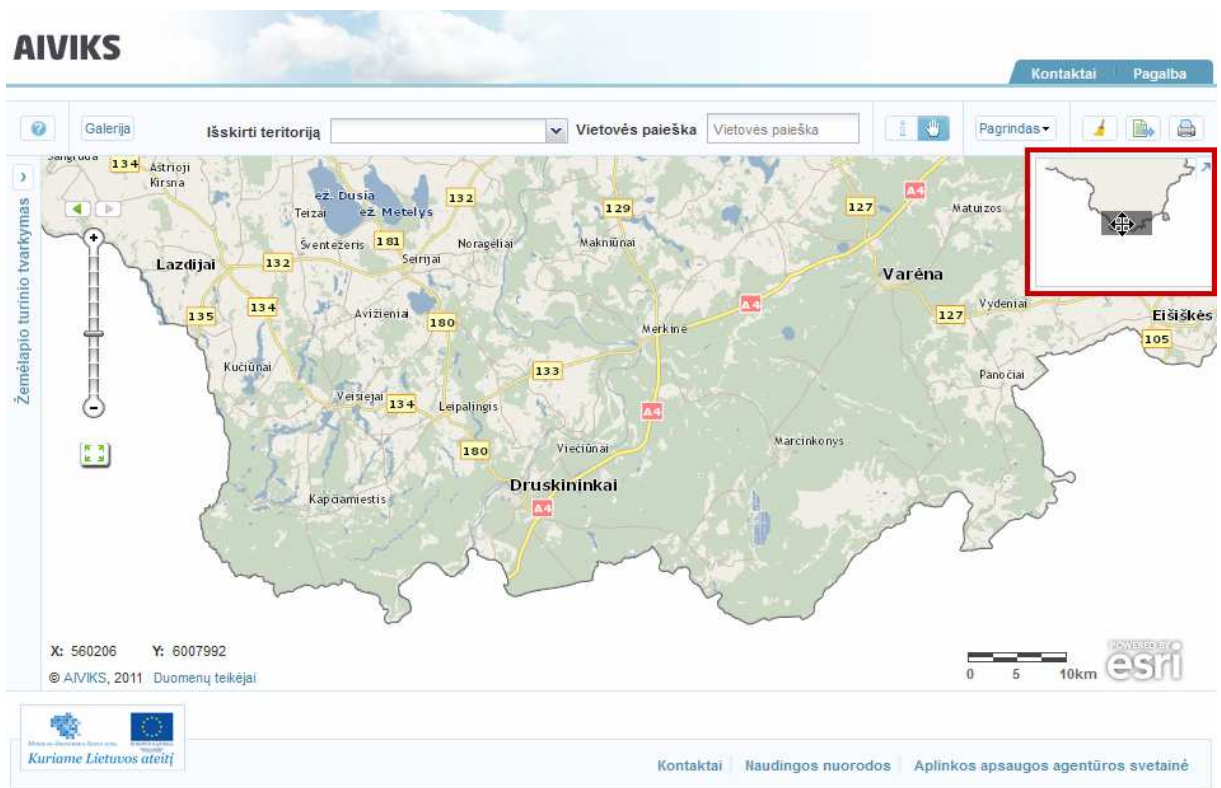 AIVIKS
Kontaktai Pagalba
Galerija Išskirti teritoriją Vietovės paieška Vietovės paieška Pagrindas
Žemėlapio turinio tvarkymas
134 Aštrioji
Kirsna
ež. Dusia
Teizai ež. Metelys 132
129
A4
127 Matuizos
Šventežeris 181 Noragėliai Makniūnai
Seirijai
Lazdijai 132
Varėna
134 A4 Vydeniai
135 Avižieniai 180 127 Eišiškės
Merkinė
105
Kučiūnai 133 Panočiai
Veisiejai 134 Leipalingis A4
180 Viečiūnai Marcinkonys
Druskininkai
Kapčiamiestis A4
X: 560206 Y: 6007992
POWERED BY
esri
0 5 10km
© AIVIKS, 2011 Duomenų teikėjai
Kuriame Lietuvos ateitį
Kontaktai Naudingos nuorodos Aplinkos apsaugos agentūros svetainė